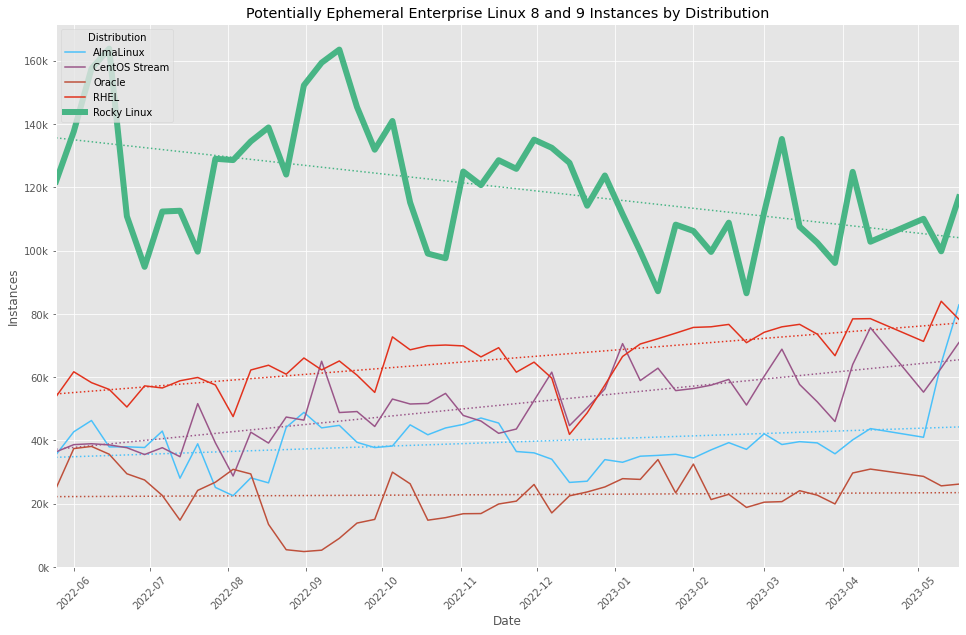 Potentially Ephemeral Enterprise Linux 8 and 9 Instances by Distribution
Distribution
AlmaLinux
CentOS Stream
Oracle
RHEL
Rocky Linux
160k
140k
120k
100k
80k
60k
40k
20k
0k
Instances
2022-06
2022-07
2022-08
2022-09
2022-10
2022-11
2022-12
2023-01
2023-02
2023-03
2023-04
2023-05
Date